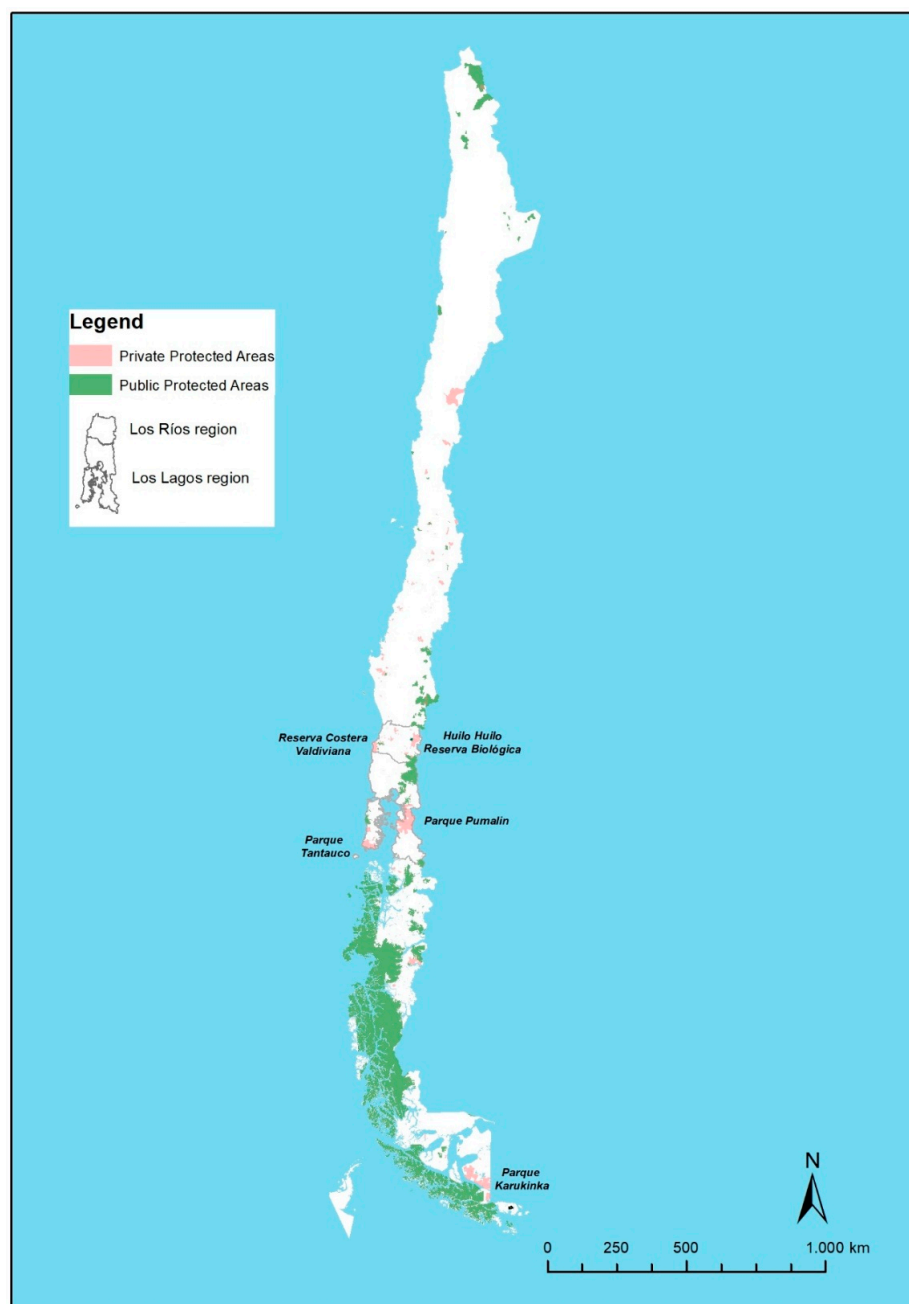 Legend
Private Protected Areas
Public Protected Areas
Los Ríos region
Los Lagos region
Reserva Costera
Valdiviana
Huilo Huilo
Reserva Biológica
Parque Pumalin
Parque
Tantauco
Parque
Karukinka
N
0 250 500 1.000 km